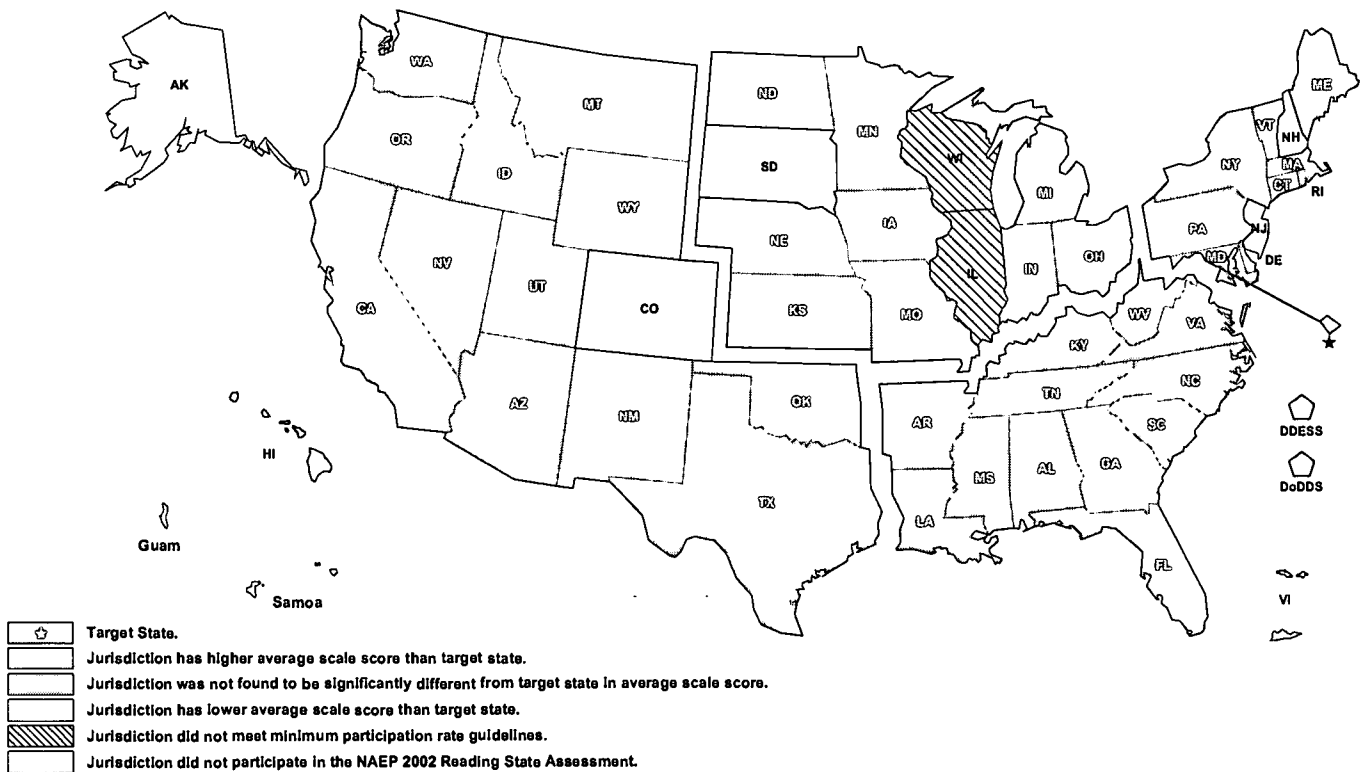 AK
WA
MT
ND
MN
ME
VT
NH
OR
ID
SD
WI
NY
MA
CT
RI
MI
WY
NE
IA
PA
NJ
NV
UT
IL
IN
OH
MD
DE
CA
CO
KS
MO
WV
VA
KY
AZ
NM
OK
TN
NC
AR
SC
DDESS
HI
MS
AL
GA
DoDDS
TX
LA
Guam
FL
Samoa
VI
Target State.
Jurisdiction has higher average scale score than target state.
Jurisdiction was not found to be significantly different from target state in average scale score.
Jurisdiction has lower average scale score than target state.
Jurisdiction did not meet minimum participation rate guidelines.
Jurisdiction did not participate in the NAEP 2002 Reading State Assessment.